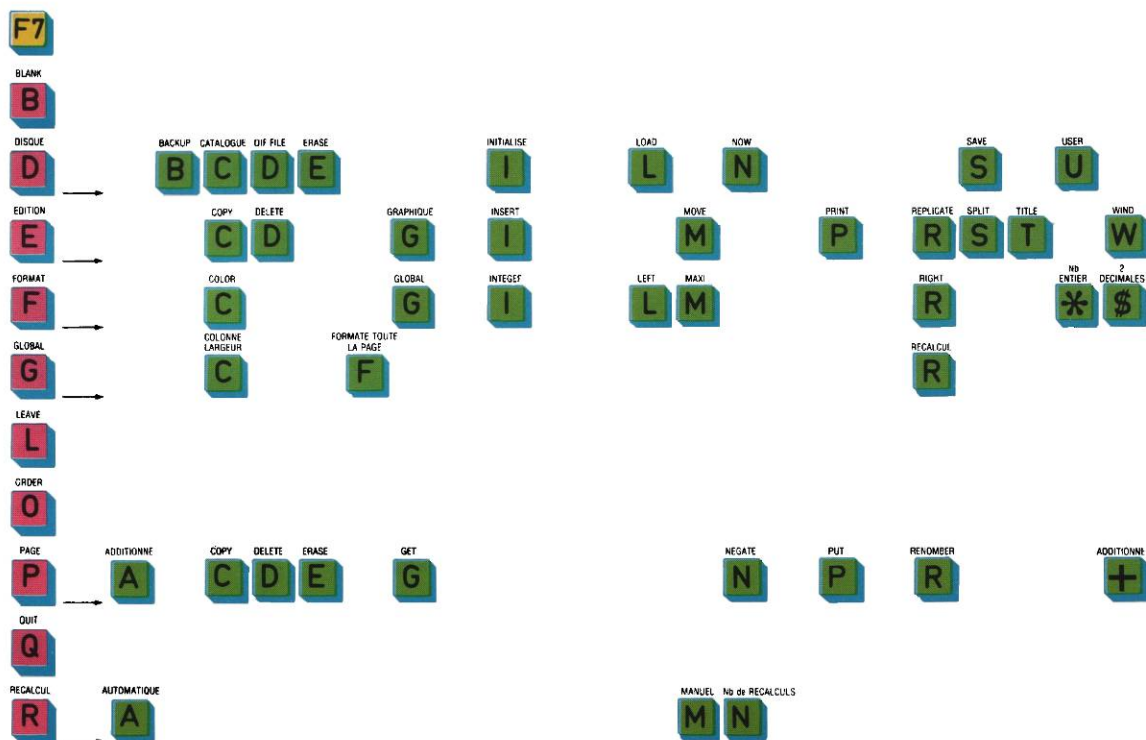 F7
BLANK
B
DISQUE BACKUP CATALOGUE DIF FILE ERASE INITIALISE LOAD NOW SAVE USER
D B C D E I L N S U
EDITION COPY DELETE GRAPHIQUE INSERT MOVE PRINT REPLICATE SPLIT TITLE WIND
E C D G I M P R S T W
FORMAT COLOR GLOBAL INTEGEF LEFT MAXI RIGHT Nb ENTIER 2 DECIMALES
F C G I L M R * $
GLOBAL COLONNE LARGEUR FORMATE TOUTE LA PAGE RECALCUL
G C F R
LEAVE
L
ORDER
O
PAGE ADDITIONNE COPY DELETE ERASE GET NEGATE PUT RENOMBER ADDITIONNE
P A C D E G N P R +
QUIT
Q
RECALCUL AUTOMATIQUE MANUEL Nb de RECALCULS
R A M N